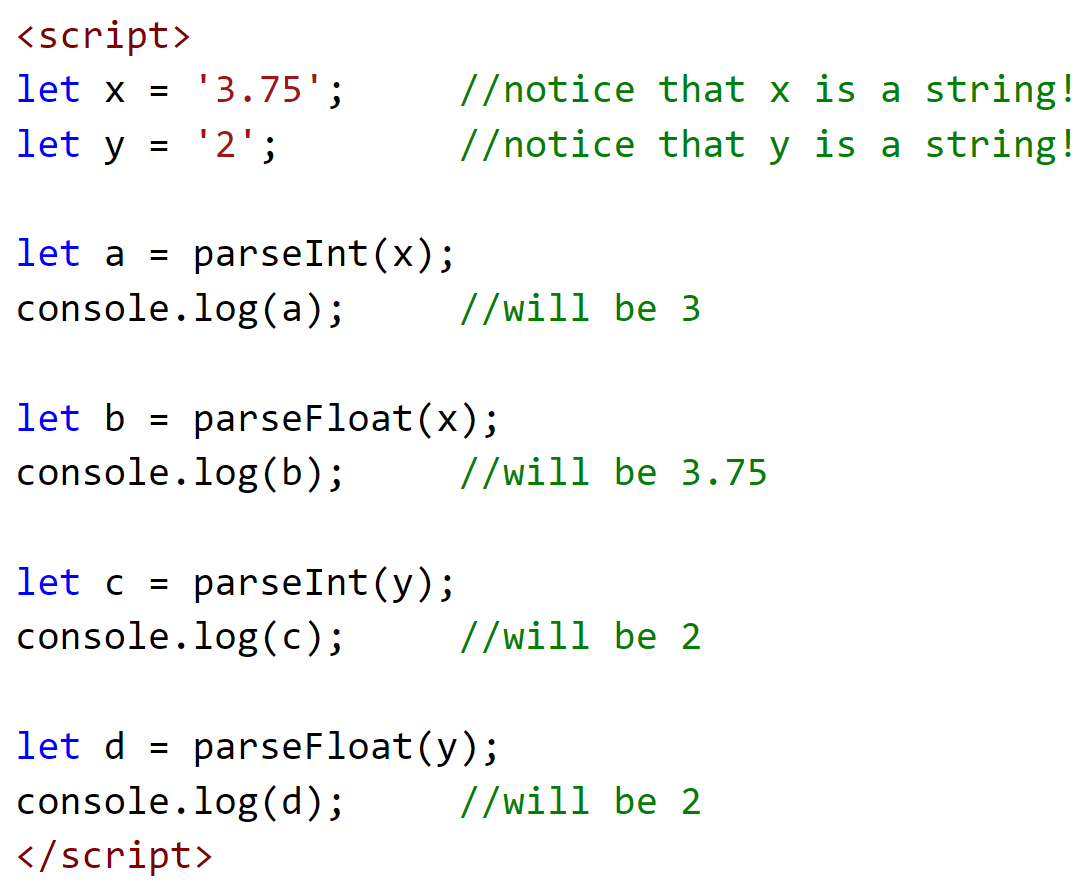 <script>
let x = '3.75';     //notice that x is a string!
let y = '2';        //notice that y is a string!
let a = parseInt(x);
console.log(a);     //will be 3
let b = parseFloat(x);
console.log(b);     //will be 3.75
let c = parseInt(y);
console.log(c);     //will be 2
let d = parseFloat(y);
console.log(d);     //will be 2
</script>